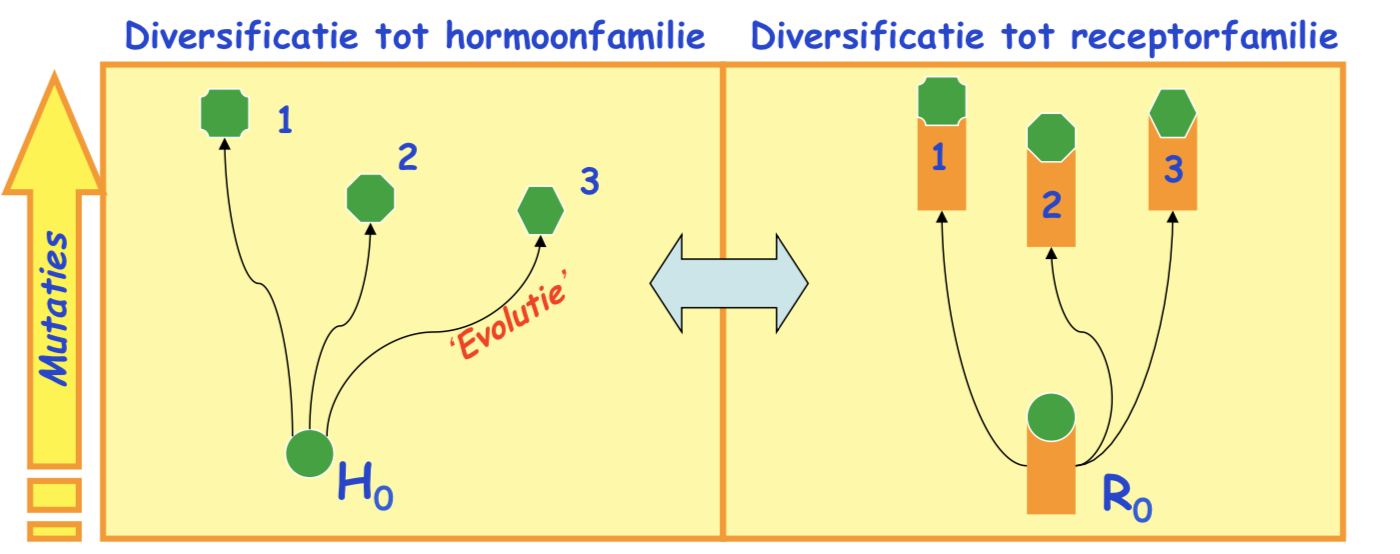 Diversificatie tot hormoonfamilie
Diversificatie tot receptorfamilie
Mutaties
1
2
3
'Evolutie'
H0
1
2
3
R0